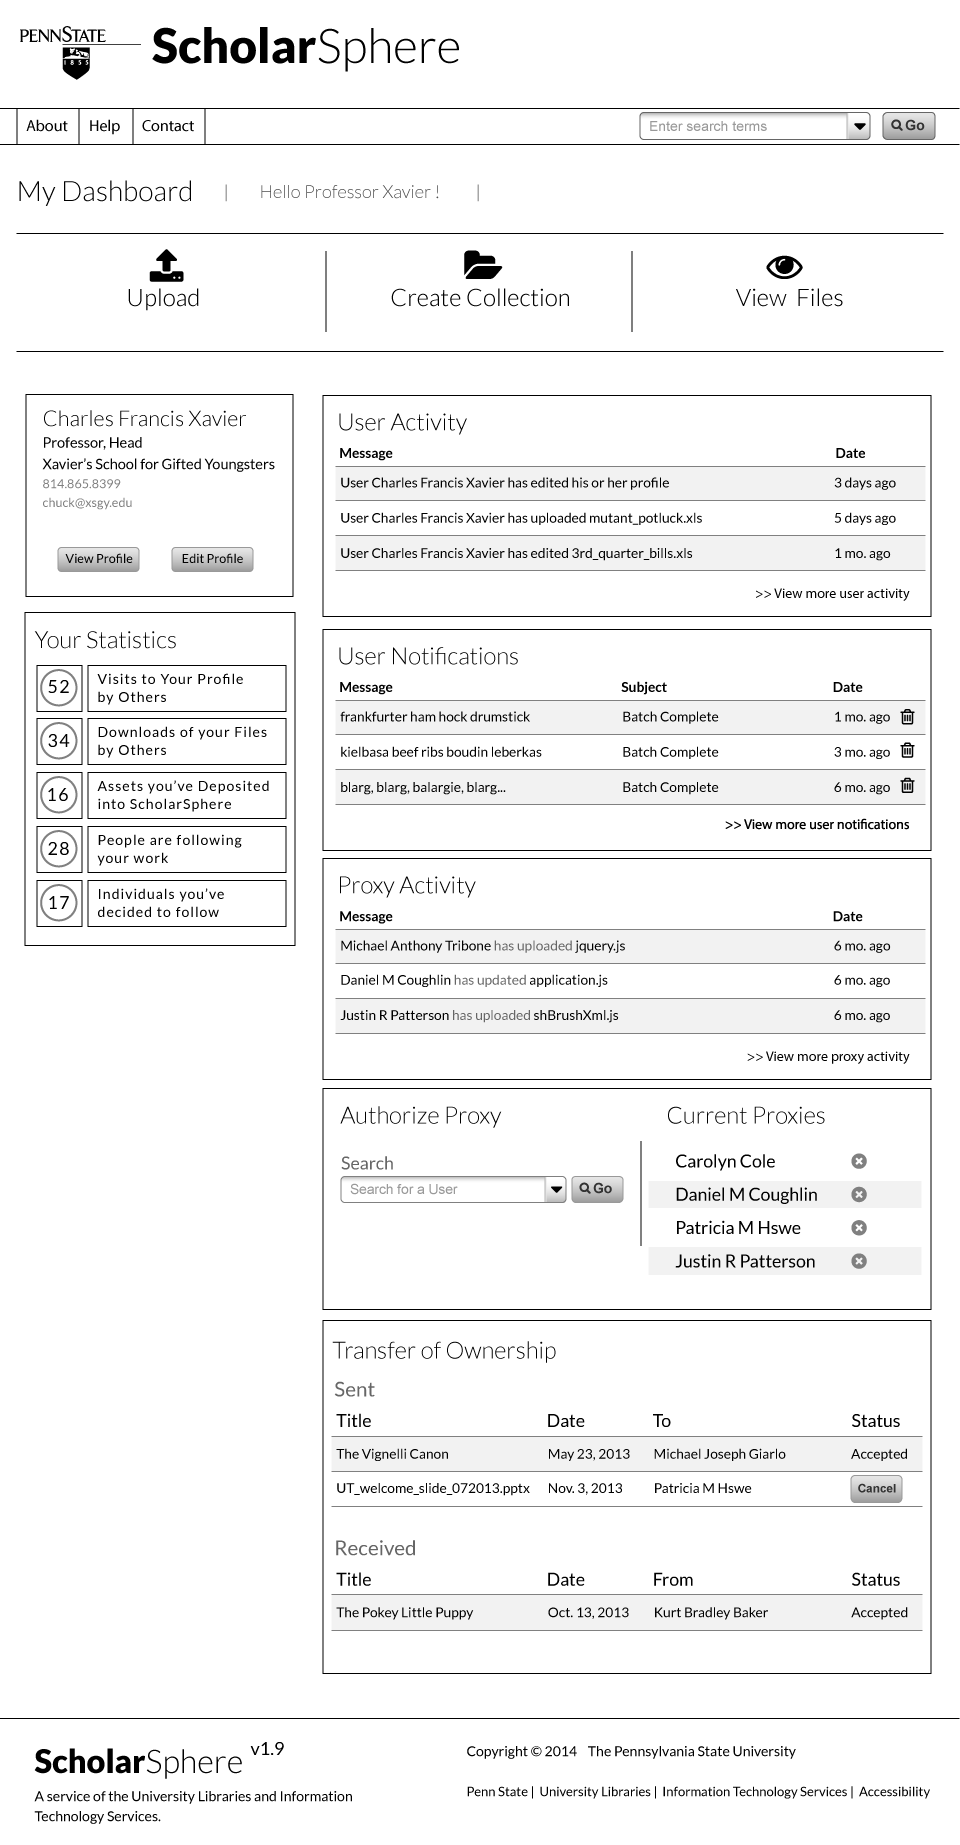 PENNSTATE
1855
ScholarSphere
About Help Contact Enter search terms Go
My Dashboard | Hello Professor Xavier ! |
Upload Create Collection View Files
Charles Francis Xavier
Professor, Head
Xavier's School for Gifted Youngsters
814.865.8399
chuck@xsgy.edu
View Profile Edit Profile
Your Statistics
52 Visits to Your Profile
by Others
34 Downloads of your Files
by Others
16 Assets you've Deposited
into ScholarSphere
28 People are following
your work
17 Individuals you've
decided to follow
User Activity
Message Date
User Charles Francis Xavier has edited his or her profile 3 days ago
User Charles Francis Xavier has uploaded mutant_potluck.xls 5 days ago
User Charles Francis Xavier has edited 3rd_quarter_bills.xls 1 mo. ago
>> View more user activity
User Notifications
Message Subject Date
frankfurter ham hock drumstick Batch Complete 1 mo. ago
kielbasa beef ribs boudin leberkas Batch Complete 3 mo. ago
blarg, blarg, balargie, blarg... Batch Complete 6 mo. ago
>> View more user notifications
Proxy Activity
Message Date
Michael Anthony Tribone has uploaded jquery.js 6 mo. ago
Daniel M Coughlin has updated application.js 6 mo. ago
Justin R Patterson has uploaded shBrushXml.js 6 mo. ago
>> View more proxy activity
Authorize Proxy
Search
Search for a User Go
Current Proxies
Carolyn Cole
Daniel M Coughlin
Patricia M Hswe
Justin R Patterson
Transfer of Ownership
Sent
Title Date To Status
The Vignelli Canon May 23, 2013 Michael Joseph Giarlo Accepted
UT_welcome_slide_072013.pptx Nov. 3, 2013 Patricia M Hswe Cancel
Received
Title Date From Status
The Pokey Little Puppy Oct. 13, 2013 Kurt Bradley Baker Accepted
ScholarSphere v1.9
A service of the University Libraries and Information
Technology Services.
Copyright © 2014 The Pennsylvania State University
Penn State | University Libraries | Information Technology Services | Accessibility